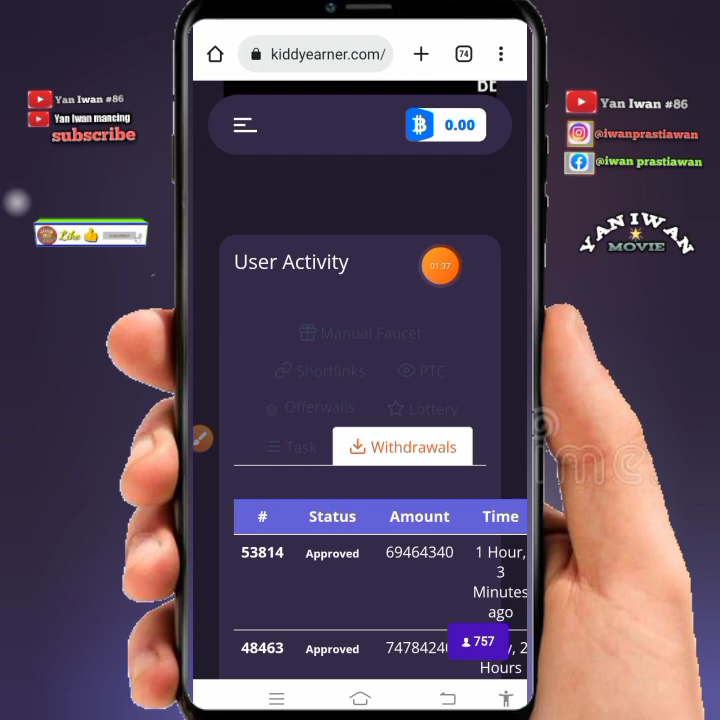 kiddyearner.com/
74
0.00
Yan Iwan #86
Yan Iwan mancing
subscribe
Like
Yan Iwan #86
@iwanprastiawan
@iwan prastiawan
YAN IWAN
MOVIE
User Activity
01:37
Manual Faucet
Shortlinks
PTC
Offerwalls
Lottery
Task
Withdrawals
# Status Amount Time
53814 Approved 69464340 1 Hour,
3
Minutes
ago
48463 Approved
757
Hours